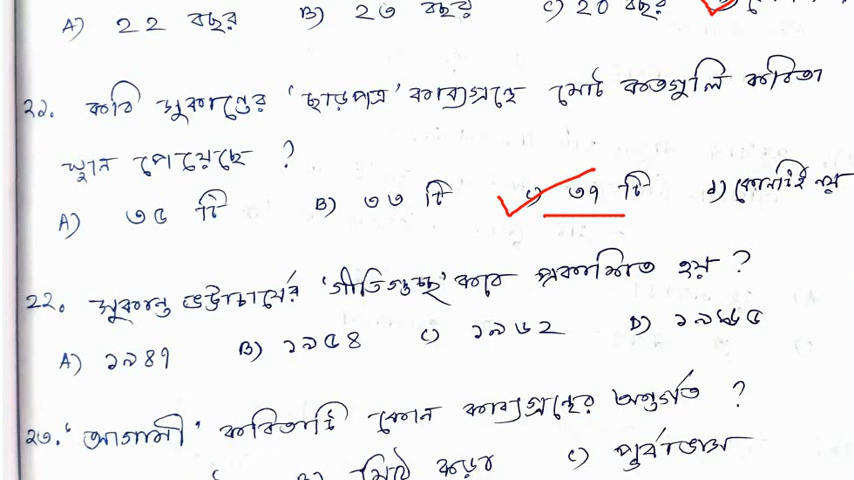 A) ২২ বছর B) ২৩ বছর C) ২০ বছর
২১. কবি সুকান্তের 'ছাড়পত্র' কাব্যগ্রন্থে মোট কতগুলি কবিতা
স্থান পেয়েছে ?
A) ৩৫ টি B) ৩৩ টি C) ৩৭ টি D) কোনটিই নয়
২২. সুকান্ত ভট্টাচার্যের 'গীতিগুচ্ছ' কবে প্রকাশিত হয় ?
A) ১৯৪৭ B) ১৯৫৪ C) ১৯৬২ D) ১৯৬৫
২৩. 'আগামী' কবিতাটি কোন কাব্যগ্রন্থের অন্তর্গত ?
B) মিঠে কড়া C) পূর্বাভাস